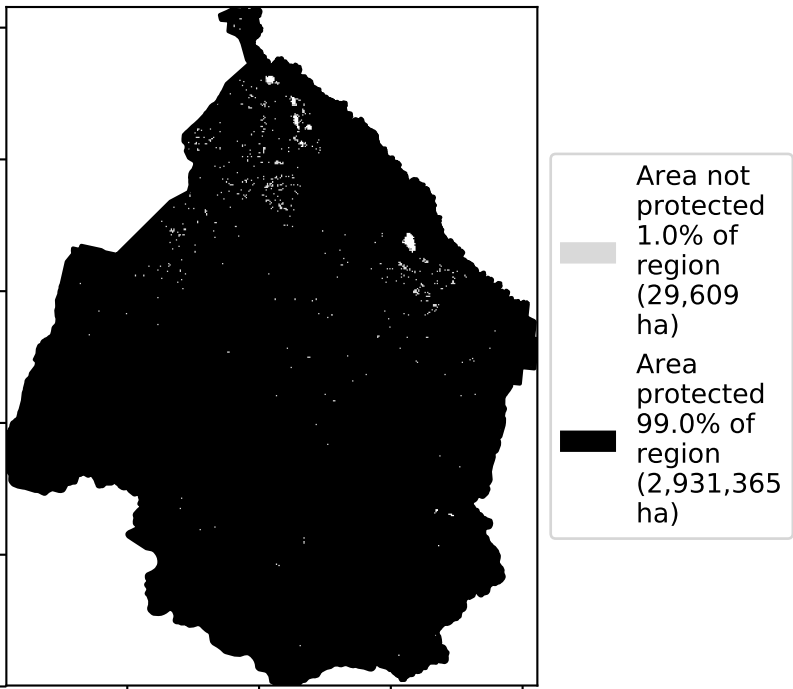 Area not
protected
1.0% of
region
(29,609
ha)
Area
protected
99.0% of
region
(2,931,365
ha)